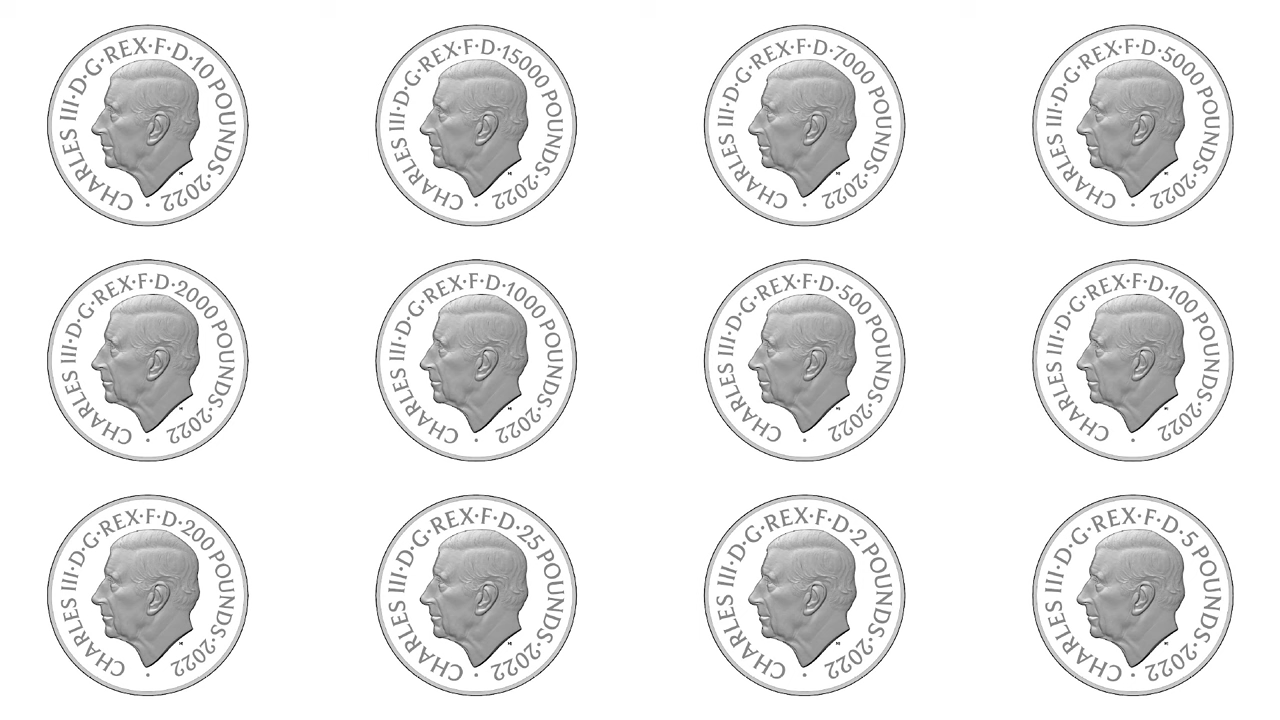 CHARLES III·D·G·REX·F·D·10 POUNDS·2022·
CHARLES III·D·G·REX·F·D·15000 POUNDS·2022·
CHARLES III·D·G·REX·F·D·7000 POUNDS·2022·
CHARLES III·D·G·REX·F·D·5000 POUNDS·2022·
CHARLES III·D·G·REX·F·D·2000 POUNDS·2022·
CHARLES III·D·G·REX·F·D·1000 POUNDS·2022·
CHARLES III·D·G·REX·F·D·500 POUNDS·2022·
CHARLES III·D·G·REX·F·D·100 POUNDS·2022·
CHARLES III·D·G·REX·F·D·200 POUNDS·2022·
CHARLES III·D·G·REX·F·D·25 POUNDS·2022·
CHARLES III·D·G·REX·F·D·2 POUNDS·2022·
CHARLES III·D·G·REX·F·D·5 POUNDS·2022·